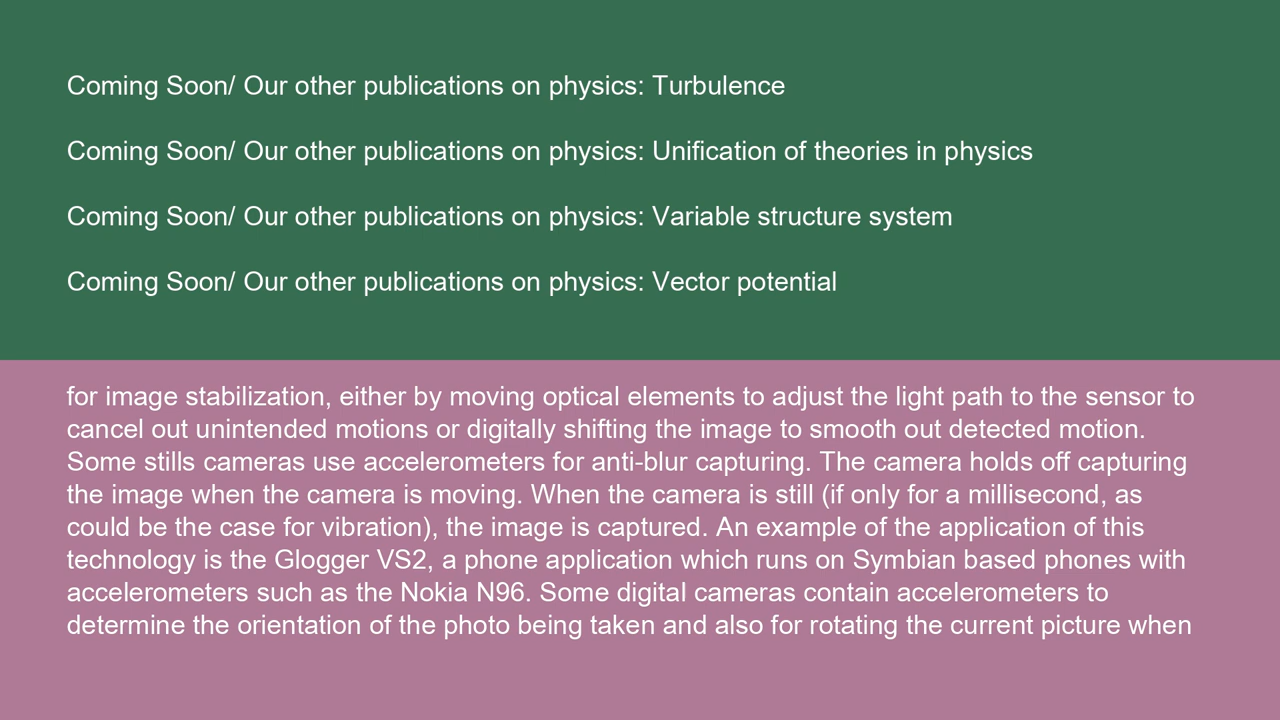 Coming Soon/ Our other publications on physics: Turbulence
Coming Soon/ Our other publications on physics: Unification of theories in physics
Coming Soon/ Our other publications on physics: Variable structure system
Coming Soon/ Our other publications on physics: Vector potential
for image stabilization, either by moving optical elements to adjust the light path to the sensor to
cancel out unintended motions or digitally shifting the image to smooth out detected motion.
Some stills cameras use accelerometers for anti-blur capturing. The camera holds off capturing
the image when the camera is moving. When the camera is still (if only for a millisecond, as
could be the case for vibration), the image is captured. An example of the application of this
technology is the Glogger VS2, a phone application which runs on Symbian based phones with
accelerometers such as the Nokia N96. Some digital cameras contain accelerometers to
determine the orientation of the photo being taken and also for rotating the current picture when